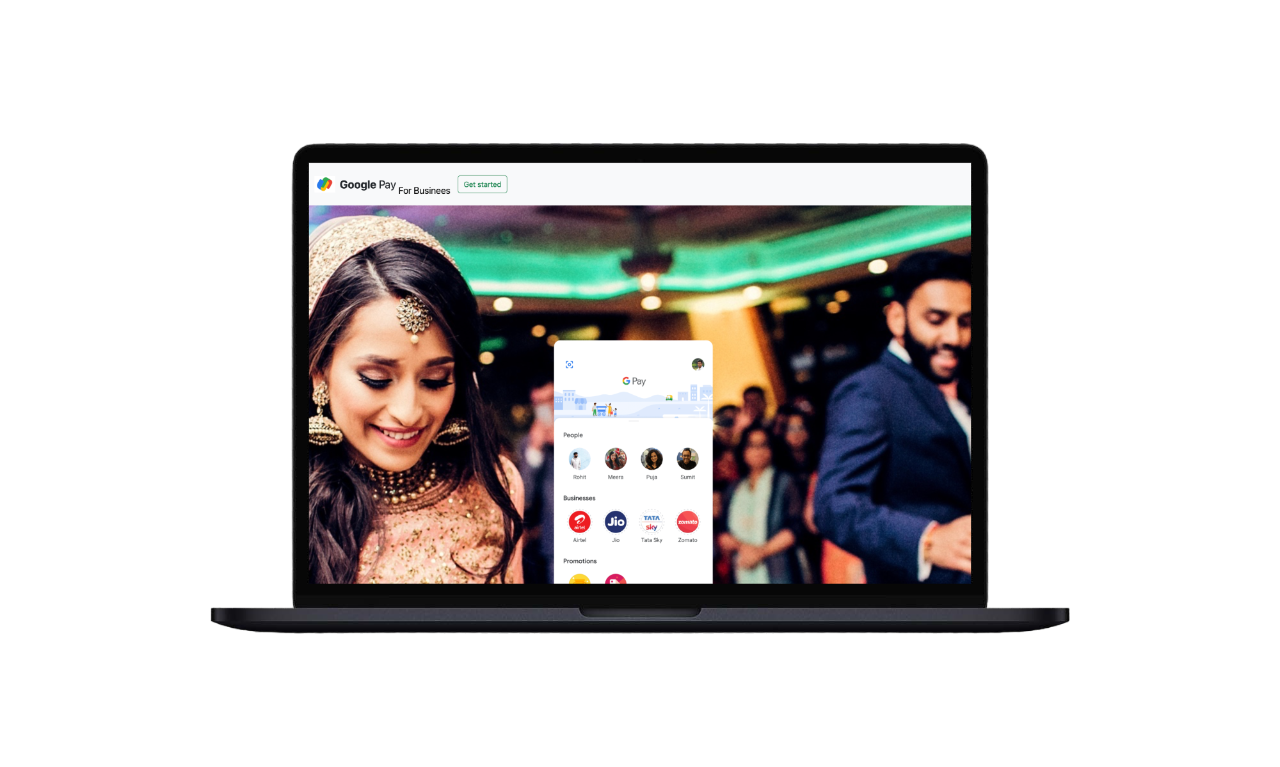 Google Pay For Businees Get started
G Pay
People
Rohit Meera Puja Sumit
Businesses
airtel Jio TATA sky zomato
Airtel Jio Tata Sky Zomato
Promotions